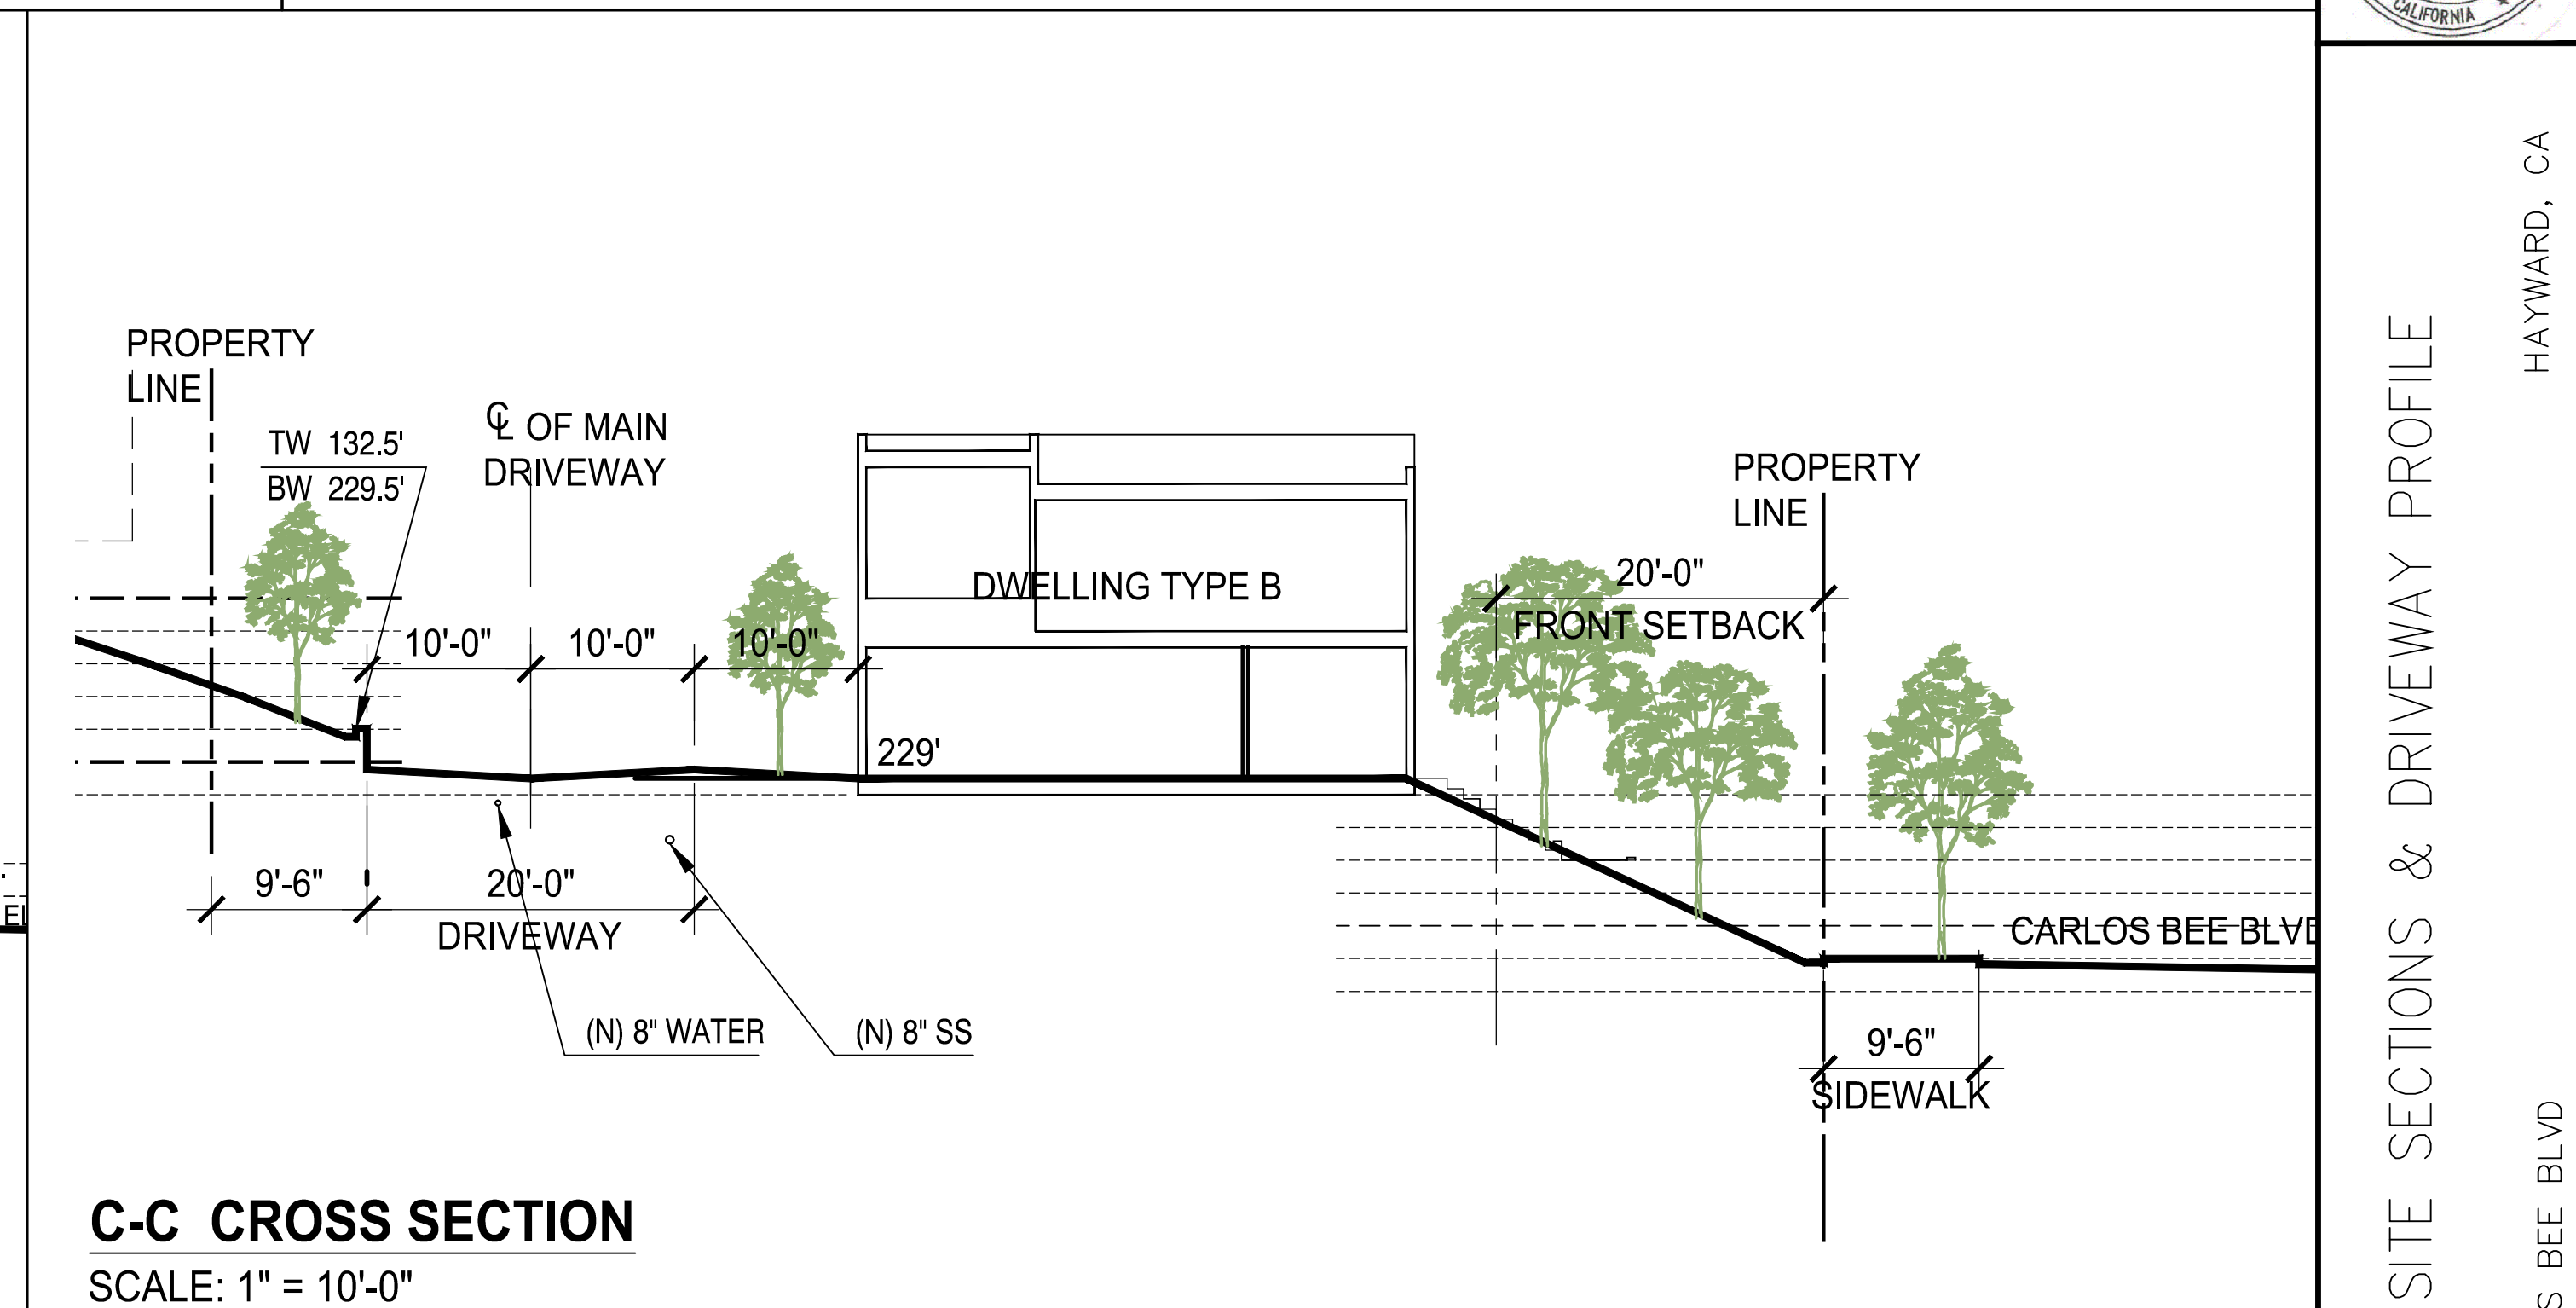 CALIFORNIA
PROPERTY
LINE
TW 132.5'
BW 229.5'
℄ OF MAIN
DRIVEWAY
PROPERTY
LINE
DWELLING TYPE B
20'-0"
FRONT SETBACK
10'-0"
10'-0"
10'-0"
229'
9'-6"
20'-0"
DRIVEWAY
CARLOS BEE BLVD
(N) 8" WATER
(N) 8" SS
9'-6"
SIDEWALK
C-C CROSS SECTION
SCALE: 1" = 10'-0"
SITE SECTIONS & DRIVEWAY PROFILE
HAYWARD, CA
S BEE BLVD